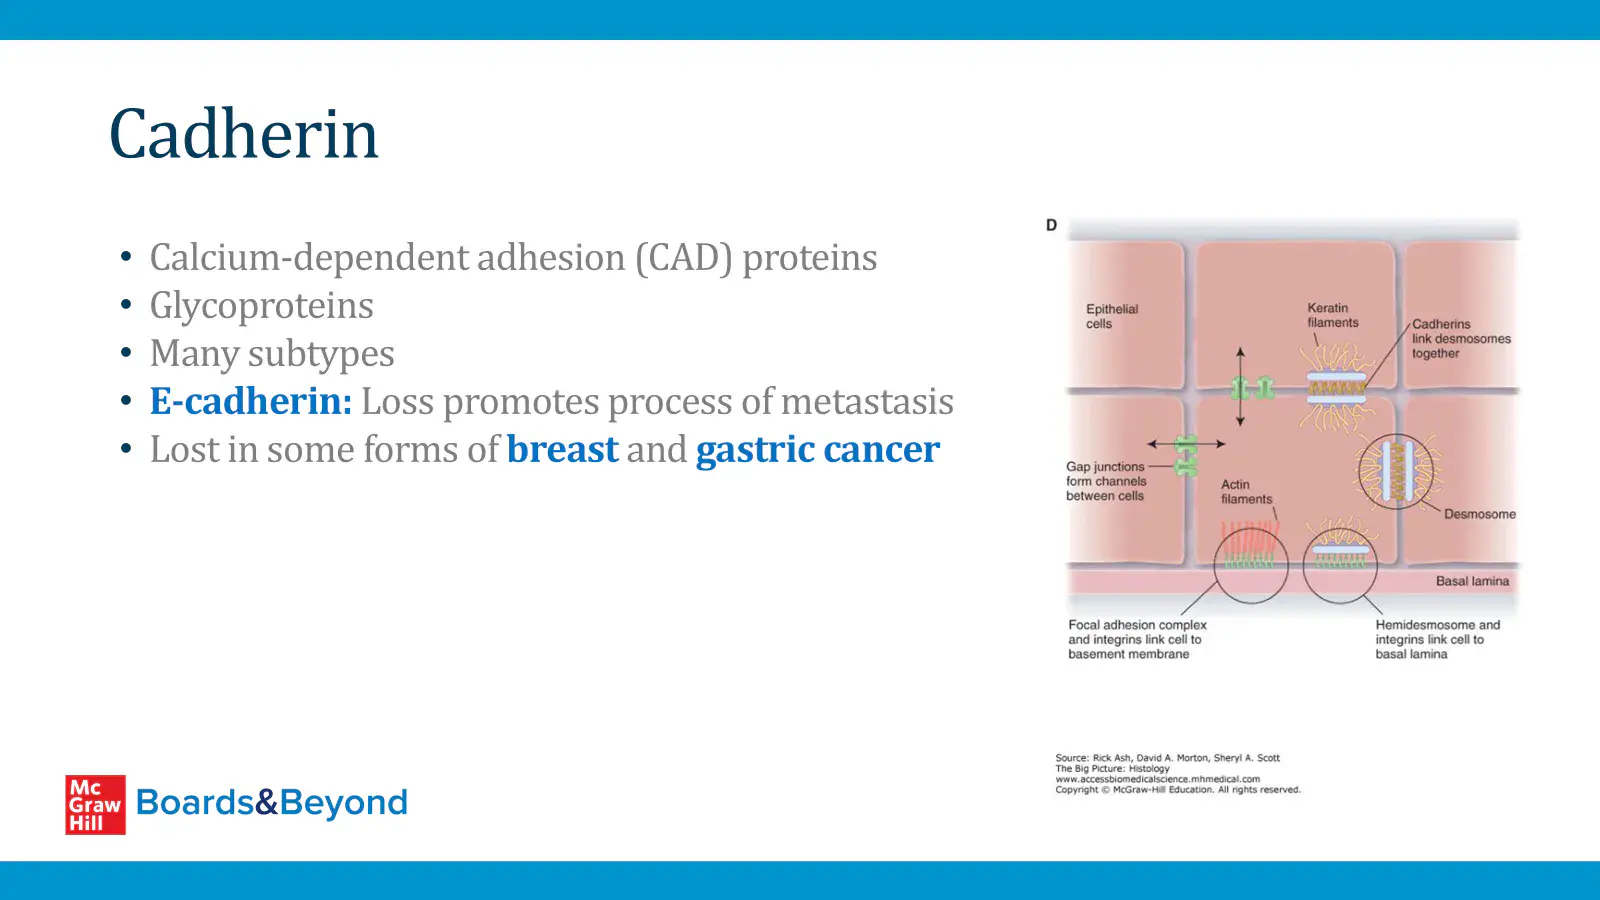 Cadherin
• Calcium-dependent adhesion (CAD) proteins
• Glycoproteins
• Many subtypes
• E-cadherin: Loss promotes process of metastasis
• Lost in some forms of breast and gastric cancer
D
Epithelial
cells
Keratin
filaments
Cadherins
link desmosomes
together
Gap junctions
form channels
between cells
Actin
filaments
Desmosome
Basal lamina
Focal adhesion complex
and integrins link cell to
basement membrane
Hemidesmosome and
integrins link cell to
basal lamina
Source: Rick Ash, David A. Morton, Sheryl A. Scott
The Big Picture: Histology
www.accessbiomedicalscience.mhmedical.com
Copyright © McGraw-Hill Education. All rights reserved.
Mc
Graw
Hill
Boards&Beyond